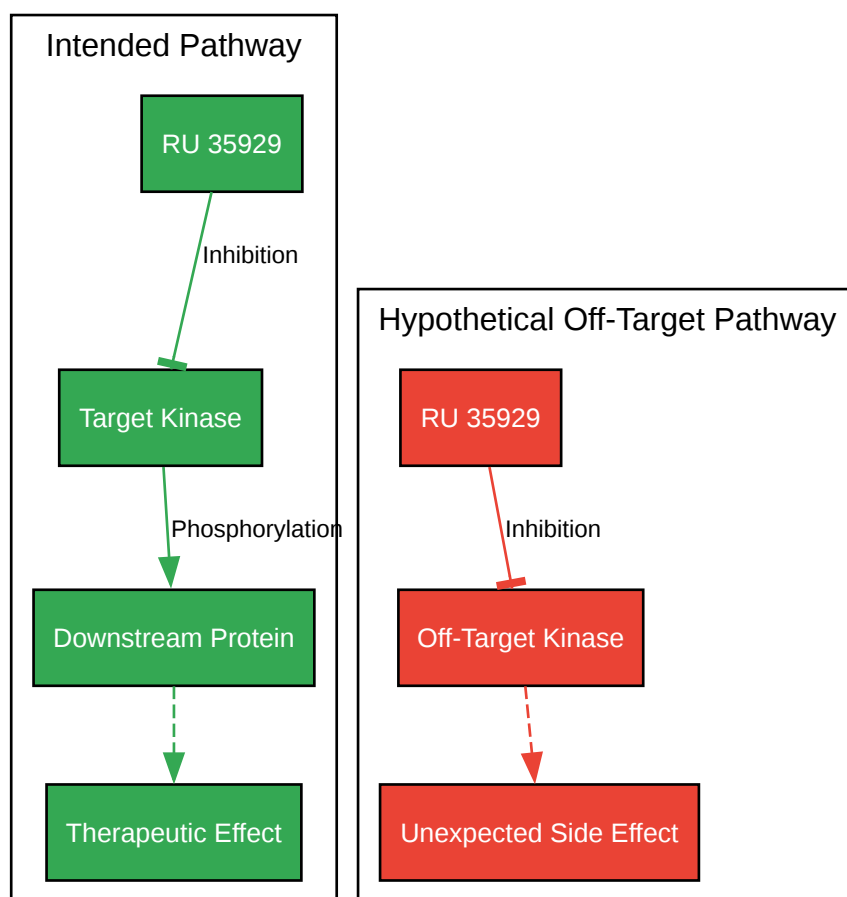 Intended Pathway
RU 35929
Inhibition
Target Kinase
Phosphorylation
Downstream Protein
Therapeutic Effect
Hypothetical Off-Target Pathway
RU 35929
Inhibition
Off-Target Kinase
Unexpected Side Effect